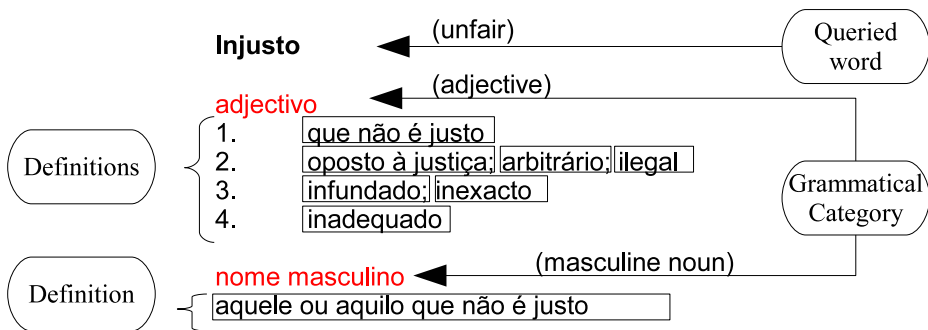 Injusto (unfair) Queried word
adjectivo (adjective)
Definitions
1. que não é justo
2. oposto à justiça; arbitrário; ilegal
3. infundado; inexacto
4. inadequado
Grammatical Category
nome masculino (masculine noun)
Definition
aquele ou aquilo que não é justo